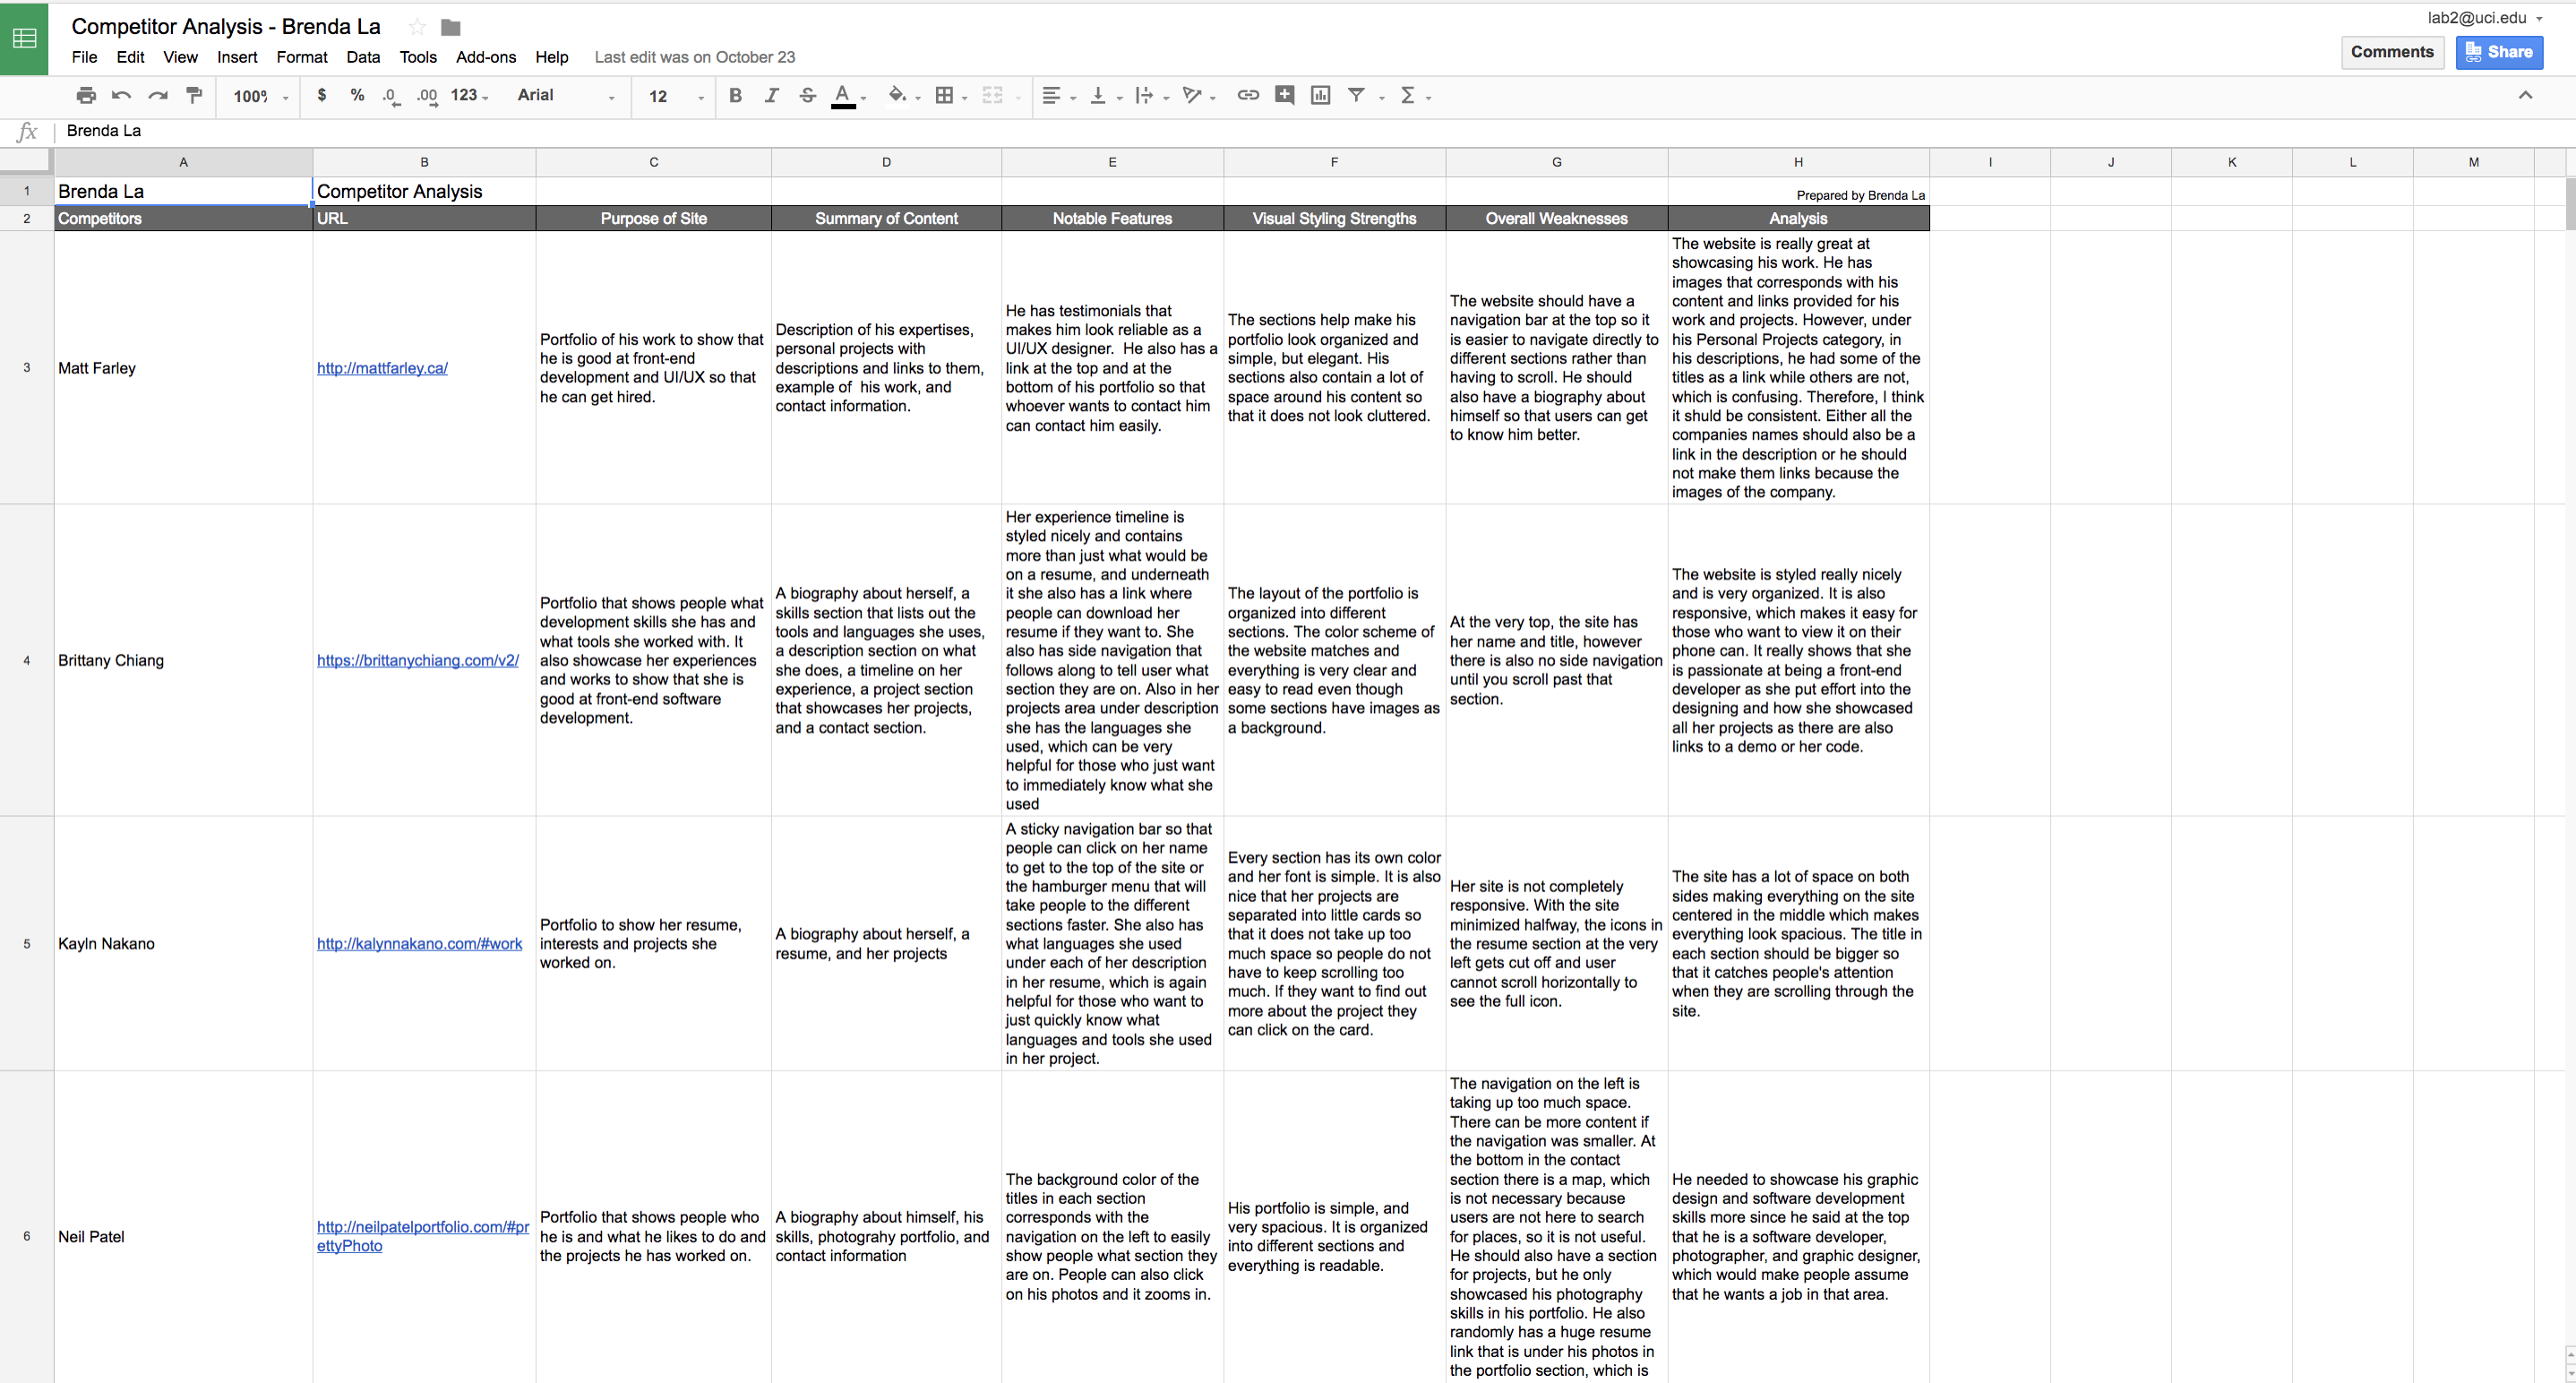 Competitor Analysis - Brenda La
lab2@uci.edu
File Edit View Insert Format Data Tools Add-ons Help Last edit was on October 23
Comments
Share
100% $ % .0 .00 123 Arial 12 B I S A Σ
fx Brenda La
A B C D E F G H I J K L M
1 Brenda La Competitor Analysis Prepared by Brenda La
2 Competitors URL Purpose of Site Summary of Content Notable Features Visual Styling Strengths Overall Weaknesses Analysis
3
Matt Farley
http://mattfarley.ca/
Portfolio of his work to show that
he is good at front-end
development and UI/UX so that
he can get hired.
Description of his expertises,
personal projects with
descriptions and links to them,
example of his work, and
contact information.
He has testimonials that
makes him look reliable as a
UI/UX designer. He also has a
link at the top and at the
bottom of his portfolio so that
whoever wants to contact him
can contact him easily.
The sections help make his
portfolio look organized and
simple, but elegant. His
sections also contain a lot of
space around his content so
that it does not look cluttered.
The website should have a
navigation bar at the top so it
is easier to navigate directly to
different sections rather than
having to scroll. He should
also have a biography about
himself so that users can get
to know him better.
The website is really great at
showcasing his work. He has
images that corresponds with his
content and links provided for his
work and projects. However, under
his Personal Projects category, in
his descriptions, he had some of the
titles as a link while others are not,
which is confusing. Therefore, I think
it shuld be consistent. Either all the
companies names should also be a
link in the description or he should
not make them links because the
images of the company.
4
Brittany Chiang
https://brittanychiang.com/v2/
Portfolio that shows people what
development skills she has and
what tools she worked with. It
also showcase her experiences
and works to show that she is
good at front-end software
development.
A biography about herself, a
skills section that lists out the
tools and languages she uses,
a description section on what
she does, a timeline on her
experience, a project section
that showcases her projects,
and a contact section.
Her experience timeline is
styled nicely and contains
more than just what would be
on a resume, and underneath
it she also has a link where
people can download her
resume if they want to. She
also has side navigation that
follows along to tell user what
section they are on. Also in her
projects area under description
she has the languages she
used, which can be very
helpful for those who just want
to immediately know what she
used
The layout of the portfolio is
organized into different
sections. The color scheme of
the website matches and
everything is very clear and
easy to read even though
some sections have images as
a background.
At the very top, the site has
her name and title, however
there is also no side navigation
until you scroll past that
section.
The website is styled really nicely
and is very organized. It is also
responsive, which makes it easy for
those who want to view it on their
phone can. It really shows that she
is passionate at being a front-end
developer as she put effort into the
designing and how she showcased
all her projects as there are also
links to a demo or her code.
5
Kayln Nakano
http://kalynnakano.com/#work
Portfolio to show her resume,
interests and projects she
worked on.
A biography about herself, a
resume, and her projects
A sticky navigation bar so that
people can click on her name
to get to the top of the site or
the hamburger menu that will
take people to the different
sections faster. She also has
what languages she used
under each of her description
in her resume, which is again
helpful for those who want to
just quickly know what
languages and tools she used
in her project.
Every section has its own color
and her font is simple. It is also
nice that her projects are
separated into little cards so
that it does not take up too
much space so people do not
have to keep scrolling too
much. If they want to find out
more about the project they
can click on the card.
Her site is not completely
responsive. With the site
minimized halfway, the icons in
the resume section at the very
left gets cut off and user
cannot scroll horizontally to
see the full icon.
The site has a lot of space on both
sides making everything on the site
centered in the middle which makes
everything look spacious. The title in
each section should be bigger so
that it catches people's attention
when they are scrolling through the
site.
6
Neil Patel
http://neilpatelportfolio.com/#pr
ettyPhoto
Portfolio that shows people who
he is and what he likes to do and
the projects he has worked on.
A biography about himself, his
skills, photograhy portfolio, and
contact information
The background color of the
titles in each section
corresponds with the
navigation on the left to easily
show people what section they
are on. People can also click
on his photos and it zooms in.
His portfolio is simple, and
very spacious. It is organized
into different sections and
everything is readable.
The navigation on the left is
taking up too much space.
There can be more content if
the navigation was smaller. At
the bottom in the contact
section there is a map, which
is not necessary because
users are not here to search
for places, so it is not useful.
He should also have a section
for projects, but he only
showcased his photography
skills in his portfolio. He also
randomly has a huge resume
link that is under his photos in
the portfolio section, which is
He needed to showcase his graphic
design and software development
skills more since he said at the top
that he is a software developer,
photographer, and graphic designer,
which would make people assume
that he wants a job in that area.